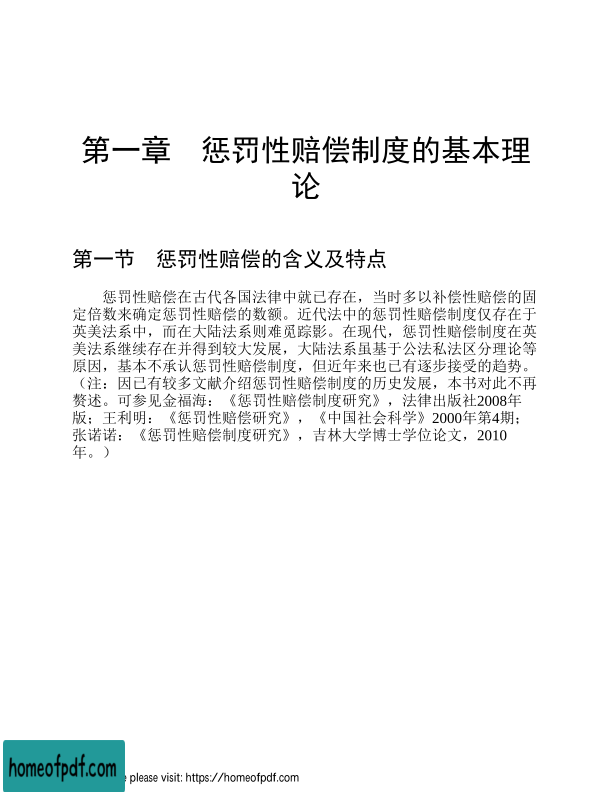 第一章　惩罚性赔偿制度的基本理
论
第一节　惩罚性赔偿的含义及特点
惩罚性赔偿在古代各国法律中就已存在，当时多以补偿性赔偿的固
定倍数来确定惩罚性赔偿的数额。近代法中的惩罚性赔偿制度仅存在于
英美法系中，而在大陆法系则难觅踪影。在现代，惩罚性赔偿制度在英
美法系继续存在并得到较大发展，大陆法系虽基于公法私法区分理论等
原因，基本不承认惩罚性赔偿制度，但近年来也已有逐步接受的趋势。
（注：因已有较多文献介绍惩罚性赔偿制度的历史发展，本书对此不再
赘述。可参见金福海：《惩罚性赔偿制度研究》，法律出版社2008年
版；王利明：《惩罚性赔偿研究》，《中国社会科学》2000年第4期；
张诺诺：《惩罚性赔偿制度研究》，吉林大学博士学位论文，2010
年。）
homeofpdf.com
please visit: https://homeofpdf.com